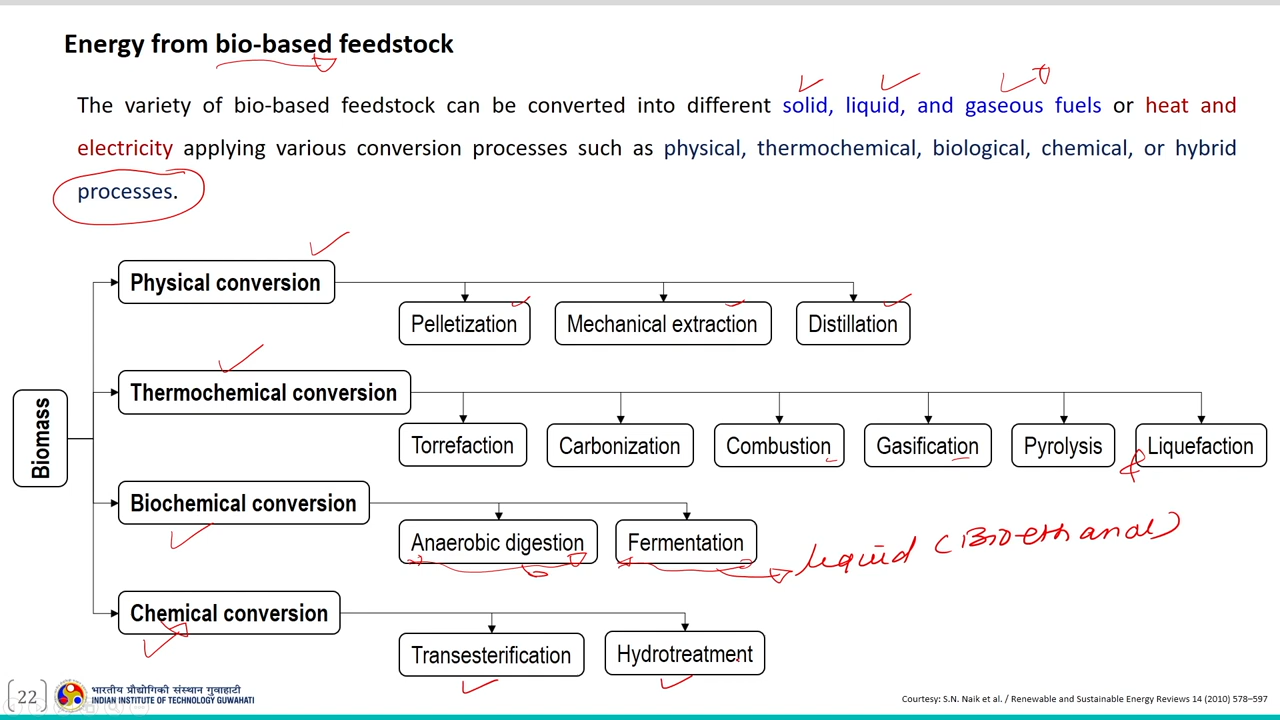 Energy from bio-based feedstock
The variety of bio-based feedstock can be converted into different solid, liquid, and gaseous fuels or heat and
electricity applying various conversion processes such as physical, thermochemical, biological, chemical, or hybrid
processes.
Physical conversion
Pelletization
Mechanical extraction
Distillation
Thermochemical conversion
Biomass
Torrefaction
Carbonization
Combustion
Gasification
Pyrolysis
&
Liquefaction
Biochemical conversion
Anaerobic digestion
Fermentation
liquid (Bioethanol)
Chemical conversion
Transesterification
Hydrotreatment
22
भारतीय प्रौद्योगिकी संस्थान गुवाहाटी
INDIAN INSTITUTE OF TECHNOLOGY GUWAHATI
Courtesy: S.N. Naik et al. / Renewable and Sustainable Energy Reviews 14 (2010) 578–597